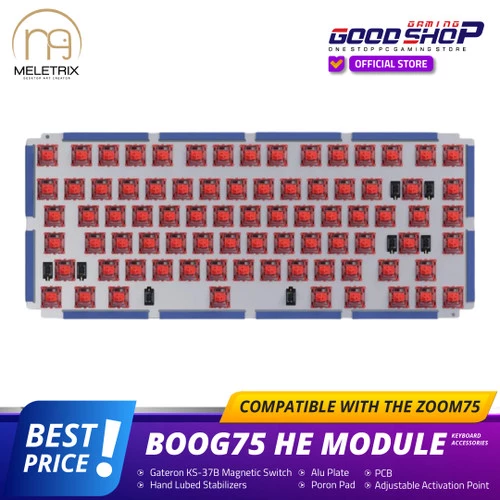 MELETRIX
DESKTOP ART CREATOR
GAMING
GOOD SHOP
ONE STOP PC GAMING STORE
OFFICIAL STORE
COMPATIBLE WITH THE ZOOM75
BEST
PRICE
!
BOOG75 HE MODULE
KEYBOARD
ACCESSORIES
• Gateron KS-37B Magnetic Switch • Alu Plate • PCB
• Hand Lubed Stabilizers • Poron Pad • Adjustable Activation Point